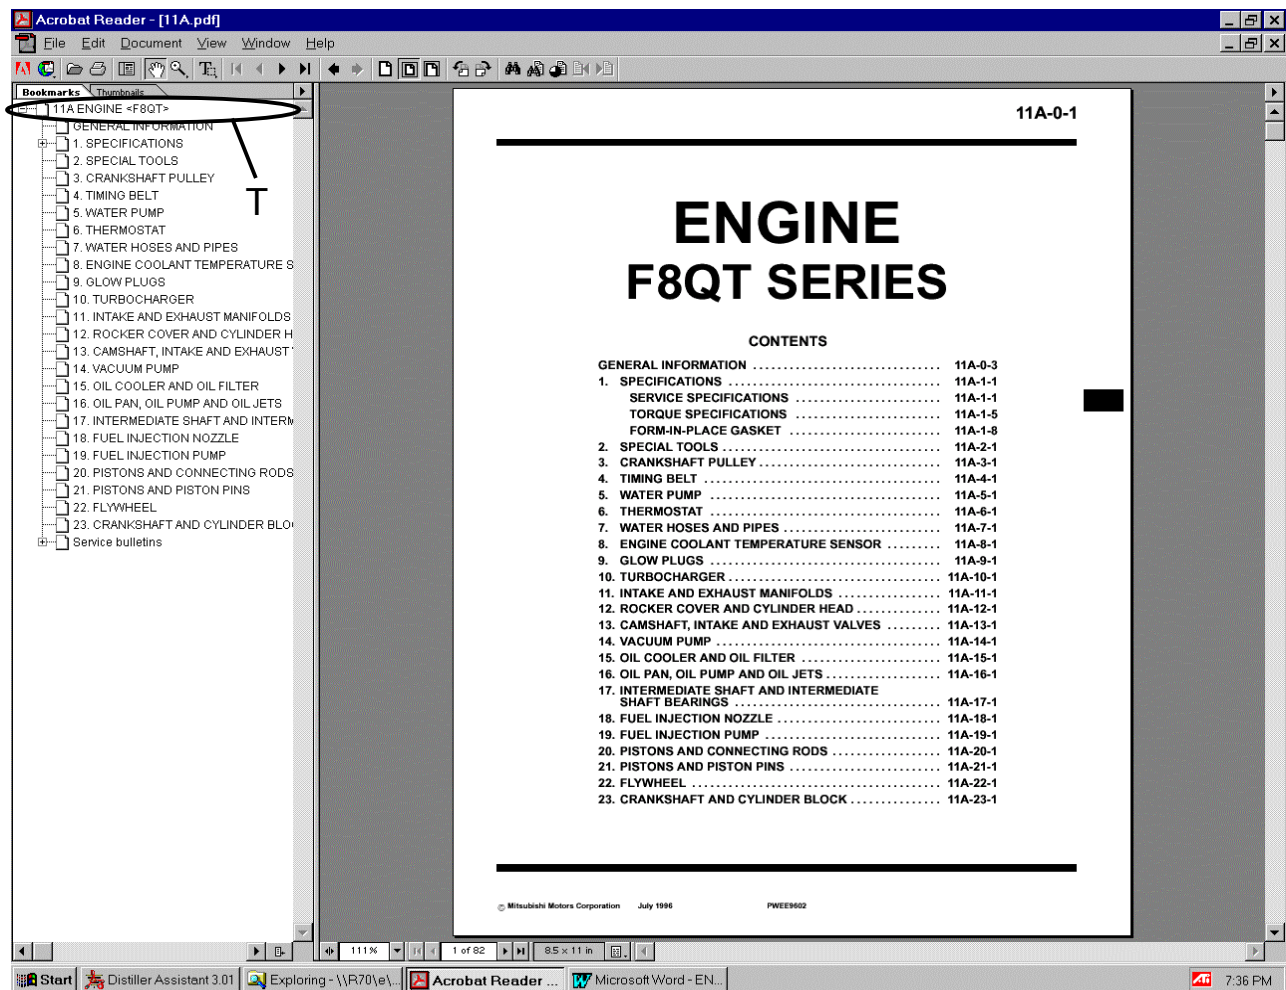 Acrobat Reader - [11A.pdf]
File Edit Document View Window Help
Bookmarks Thumbnails
11A ENGINE <F8QT>
GENERAL INFORMATION
1. SPECIFICATIONS
2. SPECIAL TOOLS
3. CRANKSHAFT PULLEY
4. TIMING BELT
5. WATER PUMP
6. THERMOSTAT
7. WATER HOSES AND PIPES
8. ENGINE COOLANT TEMPERATURE S
9. GLOW PLUGS
10. TURBOCHARGER
11. INTAKE AND EXHAUST MANIFOLDS
12. ROCKER COVER AND CYLINDER H
13. CAMSHAFT, INTAKE AND EXHAUST
14. VACUUM PUMP
15. OIL COOLER AND OIL FILTER
16. OIL PAN, OIL PUMP AND OIL JETS
17. INTERMEDIATE SHAFT AND INTERM
18. FUEL INJECTION NOZZLE
19. FUEL INJECTION PUMP
20. PISTONS AND CONNECTING RODS
21. PISTONS AND PISTON PINS
22. FLYWHEEL
23. CRANKSHAFT AND CYLINDER BLO
Service bulletins
T
11A-0-1
ENGINE
F8QT SERIES
CONTENTS
GENERAL INFORMATION .............................. 11A-0-3
1. SPECIFICATIONS .................................. 11A-1-1
SERVICE SPECIFICATIONS ....................... 11A-1-1
TORQUE SPECIFICATIONS ........................ 11A-1-5
FORM-IN-PLACE GASKET ........................ 11A-1-8
2. SPECIAL TOOLS ................................... 11A-2-1
3. CRANKSHAFT PULLEY ............................. 11A-3-1
4. TIMING BELT ...................................... 11A-4-1
5. WATER PUMP ..................................... 11A-5-1
6. THERMOSTAT ...................................... 11A-6-1
7. WATER HOSES AND PIPES ......................... 11A-7-1
8. ENGINE COOLANT TEMPERATURE SENSOR ......... 11A-8-1
9. GLOW PLUGS ...................................... 11A-9-1
10. TURBOCHARGER .................................. 11A-10-1
11. INTAKE AND EXHAUST MANIFOLDS ................ 11A-11-1
12. ROCKER COVER AND CYLINDER HEAD ............. 11A-12-1
13. CAMSHAFT, INTAKE AND EXHAUST VALVES ......... 11A-13-1
14. VACUUM PUMP ................................... 11A-14-1
15. OIL COOLER AND OIL FILTER ...................... 11A-15-1
16. OIL PAN, OIL PUMP AND OIL JETS .................. 11A-16-1
17. INTERMEDIATE SHAFT AND INTERMEDIATE
SHAFT BEARINGS ................................ 11A-17-1
18. FUEL INJECTION NOZZLE ......................... 11A-18-1
19. FUEL INJECTION PUMP ........................... 11A-19-1
20. PISTONS AND CONNECTING RODS ................. 11A-20-1
21. PISTONS AND PISTON PINS ....................... 11A-21-1
22. FLYWHEEL ....................................... 11A-22-1
23. CRANKSHAFT AND CYLINDER BLOCK .............. 11A-23-1
© Mitsubishi Motors Corporation July 1996 PWEE9602
111% 1 of 82 8.5 × 11 in
Start Distiller Assistant 3.01 Exploring - \\R70\e\... Acrobat Reader ... Microsoft Word - EN... ATI 7:36 PM